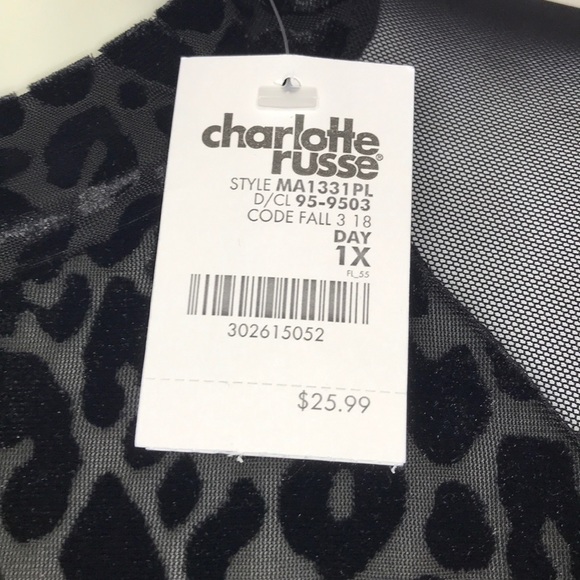 charlotte
russe®
STYLE MA1331PL
D/CL 95-9503
CODE FALL 3 18
DAY
1X
FL_55
302615052
$25.99